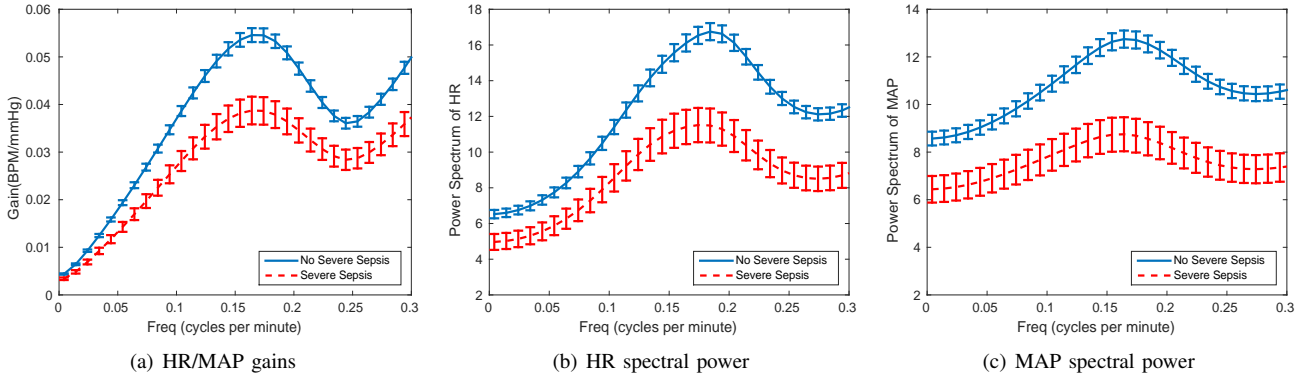 0.06
0.05
0.04
0.03
0.02
0.01
0
Gain(BPM/mmHg)
0 0.05 0.1 0.15 0.2 0.25 0.3
Freq (cycles per minute)
No Severe Sepsis
Severe Sepsis
(a) HR/MAP gains
18
16
14
12
10
8
6
4
2
Power Spectrum of HR
0 0.05 0.1 0.15 0.2 0.25 0.3
Freq (cycles per minute)
No Severe Sepsis
Severe Sepsis
(b) HR spectral power
14
12
10
8
6
4
2
Power Spectrum of MAP
0 0.05 0.1 0.15 0.2 0.25 0.3
Freq (cycles per minute)
No Severe Sepsis
Severe Sepsis
(c) MAP spectral power